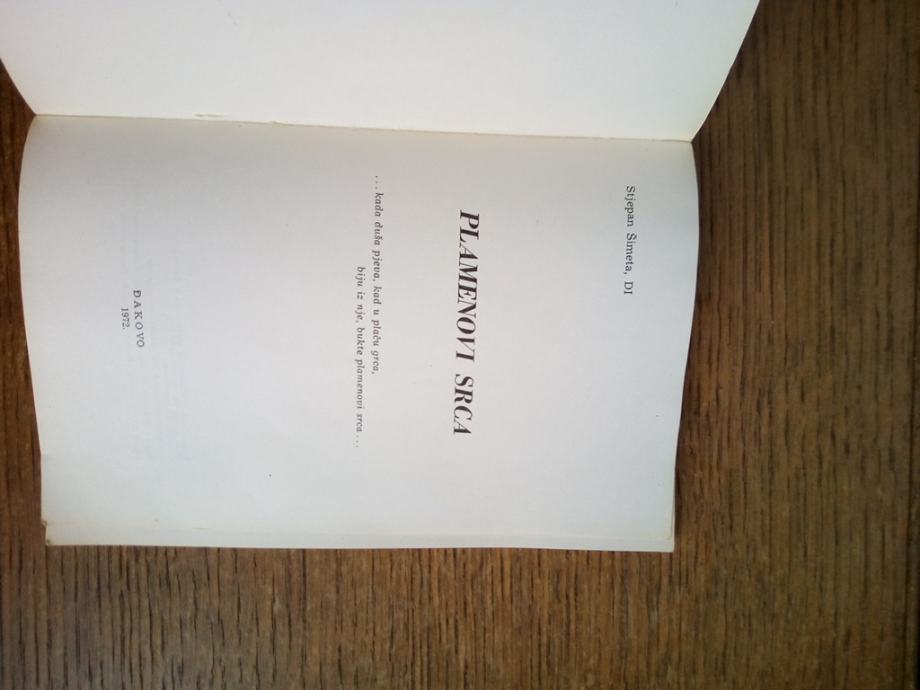 Stjepan Šimeta, DI
PLAMENOVI SRCA
...kada duša pjeva, kad u plaču grca,
biju iz nje, bukte plamenovi srca...
ĐAKOVO
1972.